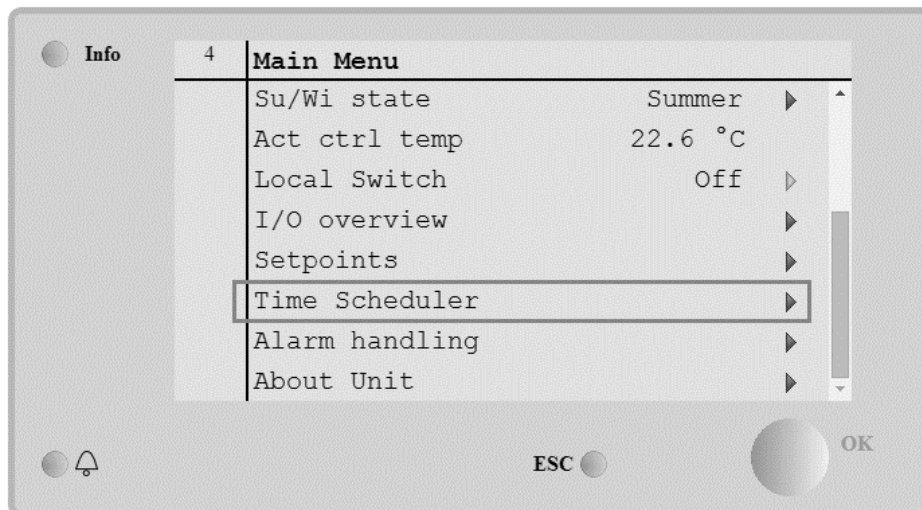 Info
4 Main Menu
Su/Wi state Summer
Act ctrl temp 22.6 °C
Local Switch Off
I/O overview
Setpoints
Time Scheduler
Alarm handling
About Unit
ESC
OK